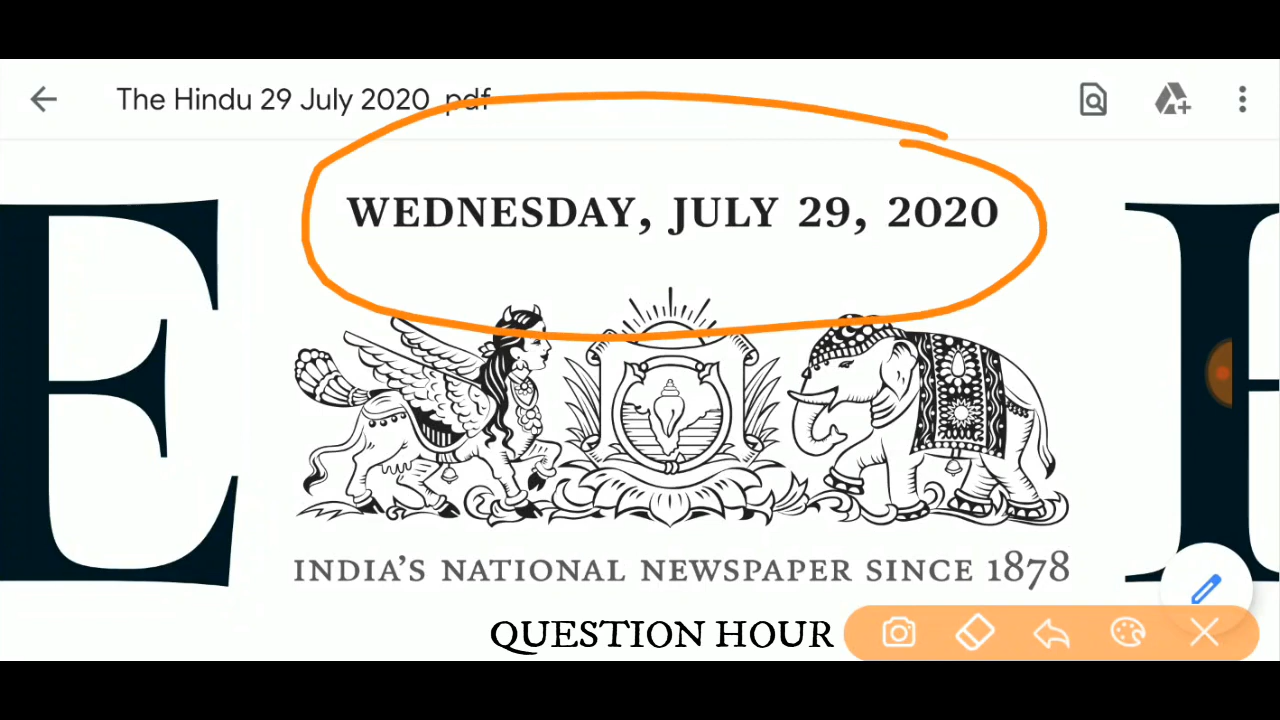 The Hindu 29 July 2020 .pdf
WEDNESDAY, JULY 29, 2020
E
INDIA'S NATIONAL NEWSPAPER SINCE 1878
QUESTION HOUR